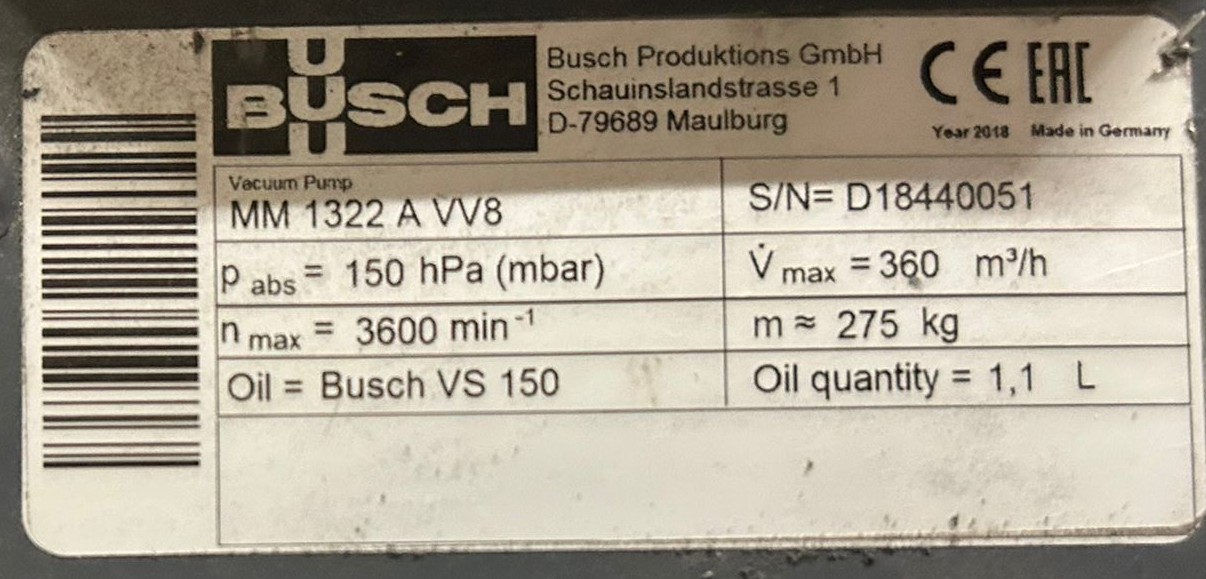 BUSCH
Busch Produktions GmbH
Schauinslandstrasse 1
D-79689 Maulburg
CE EAC
Year 2018 Made in Germany
Vacuum Pump
MM 1322 A VV8
S/N= D18440051
p abs = 150 hPa (mbar)
V̇ max = 360 m³/h
n max = 3600 min⁻¹
m ≈ 275 kg
Oil = Busch VS 150
Oil quantity = 1,1 L